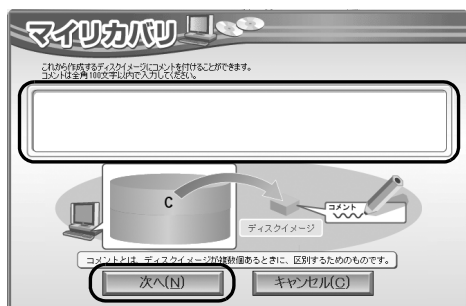 マイリカバリ
これから作成するディスクイメージにコメントを付けることができます。
コメントは全角100文字以内で入力してください。
C
コメント
ディスクイメージ
コメントとは、ディスクイメージが複数個あるときに、区別するためのものです。
次へ(N)
キャンセル(C)